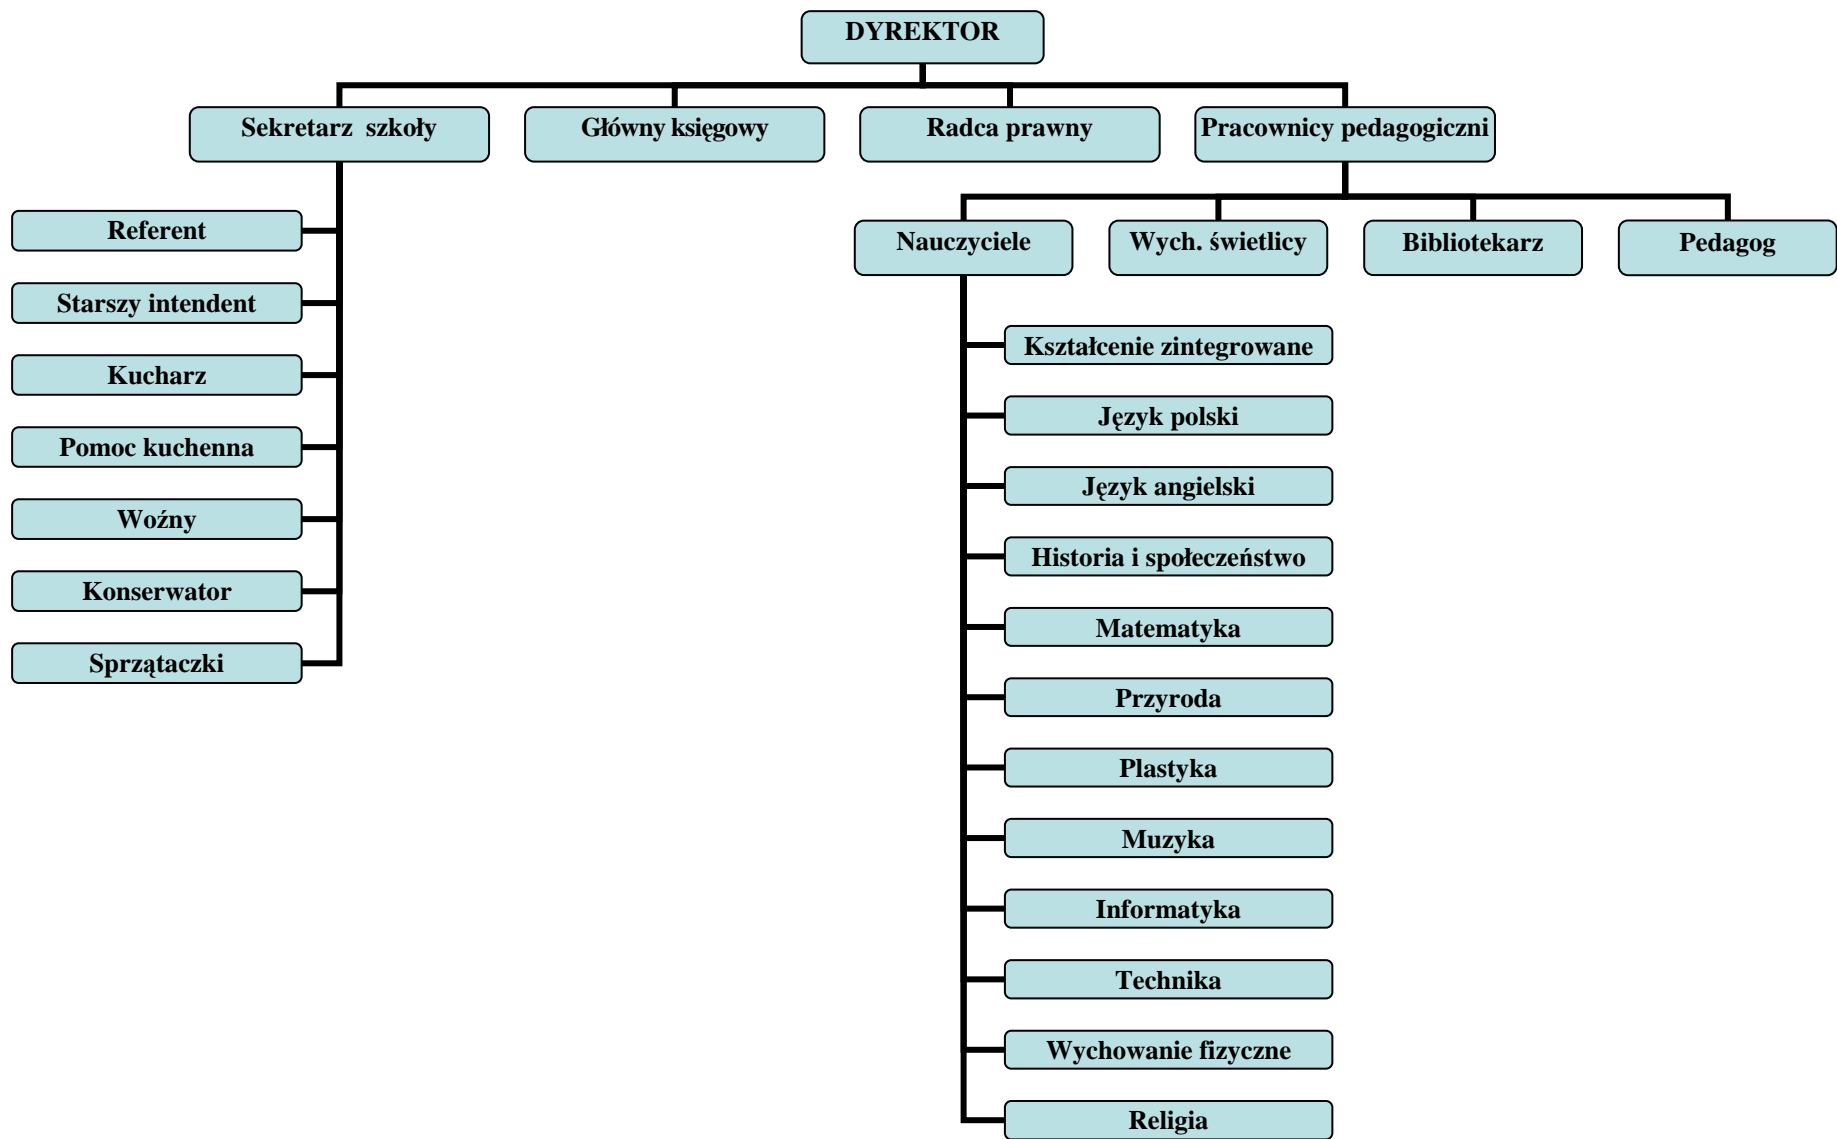 DYREKTOR
Sekretarz szkoły
Główny księgowy
Radca prawny
Pracownicy pedagogiczni
Referent
Starszy intendent
Kucharz
Pomoc kuchenna
Woźny
Konserwator
Sprzątaczki
Nauczyciele
Wych. świetlicy
Bibliotekarz
Pedagog
Kształcenie zintegrowane
Język polski
Język angielski
Historia i społeczeństwo
Matematyka
Przyroda
Plastyka
Muzyka
Informatyka
Technika
Wychowanie fizyczne
Religia